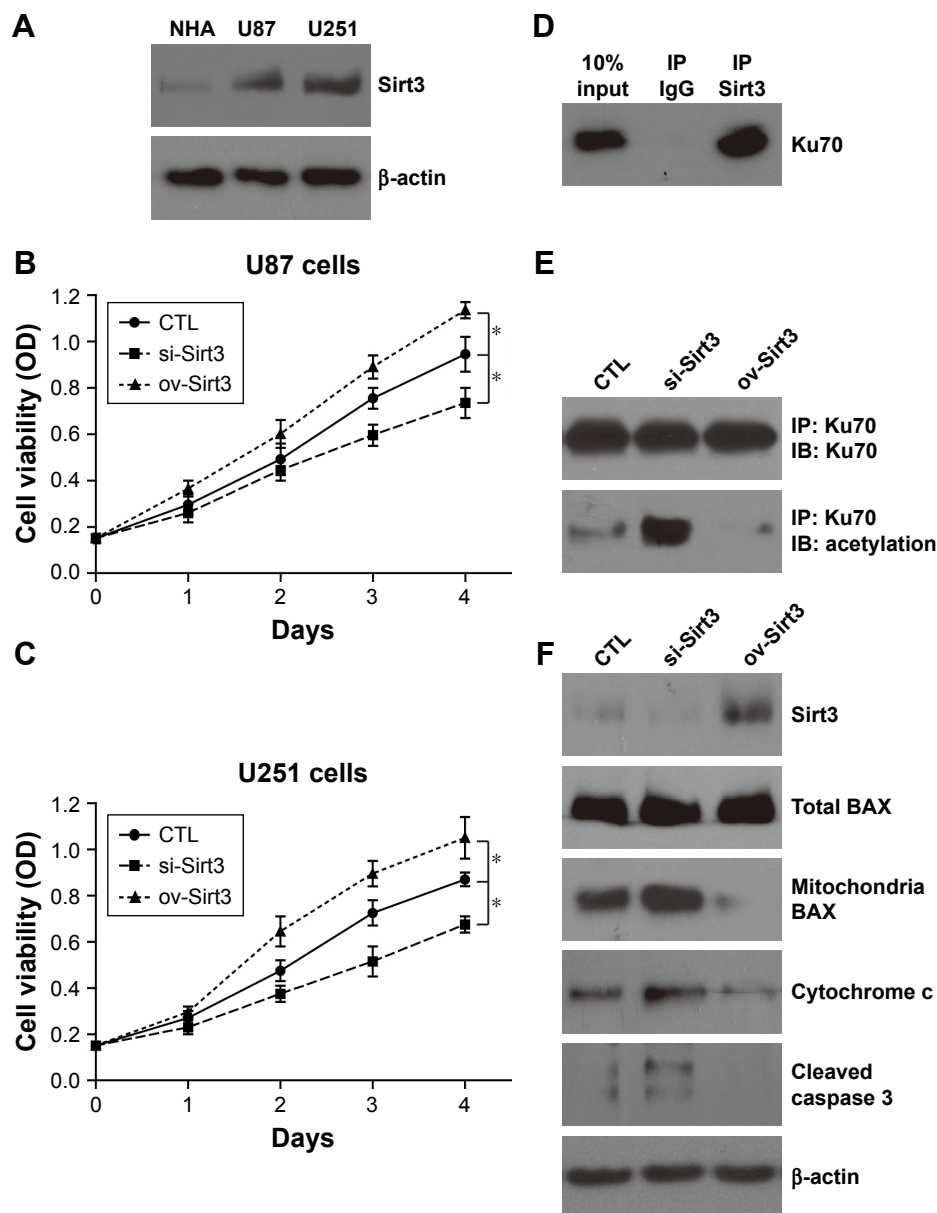 A
NHA U87 U251
Sirt3
β-actin
B
U87 cells
Cell viability (OD)
1.2
1.0
0.8
0.6
0.4
0.2
0.0
CTL
si-Sirt3
ov-Sirt3
*
*
0 1 2 3 4
Days
C
U251 cells
Cell viability (OD)
1.2
1.0
0.8
0.6
0.4
0.2
0.0
CTL
si-Sirt3
ov-Sirt3
*
*
0 1 2 3 4
Days
D
10% input
IP IgG
IP Sirt3
Ku70
E
CTL si-Sirt3 ov-Sirt3
IP: Ku70
IB: Ku70
IP: Ku70
IB: acetylation
F
CTL si-Sirt3 ov-Sirt3
Sirt3
Total BAX
Mitochondria
BAX
Cytochrome c
Cleaved
caspase 3
β-actin